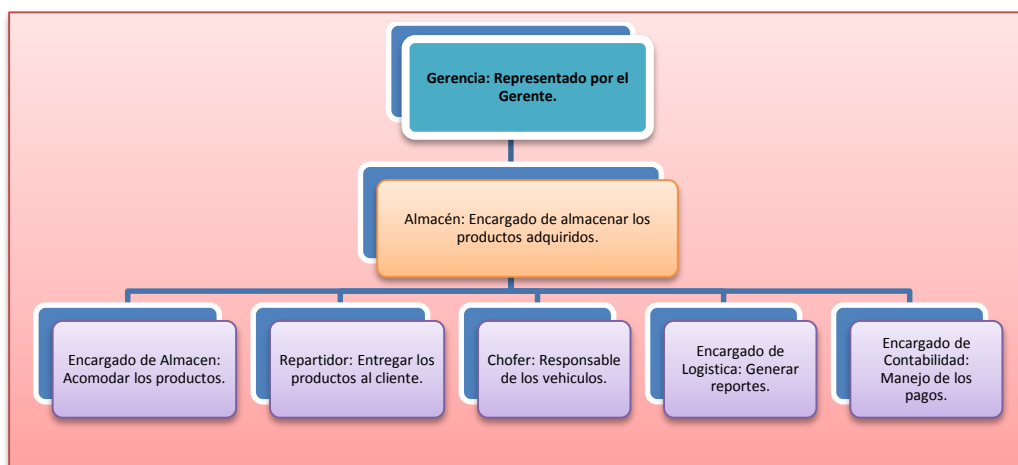 Gerencia: Representado por el
Gerente.
Almacén: Encargado de almacenar los
productos adquiridos.
Encargado de Almacen:
Acomodar los productos.
Repartidor: Entregar los
productos al cliente.
Chofer: Responsable
de los vehiculos.
Encargado de
Logistica: Generar
reportes.
Encargado de
Contabilidad:
Manejo de los
pagos.